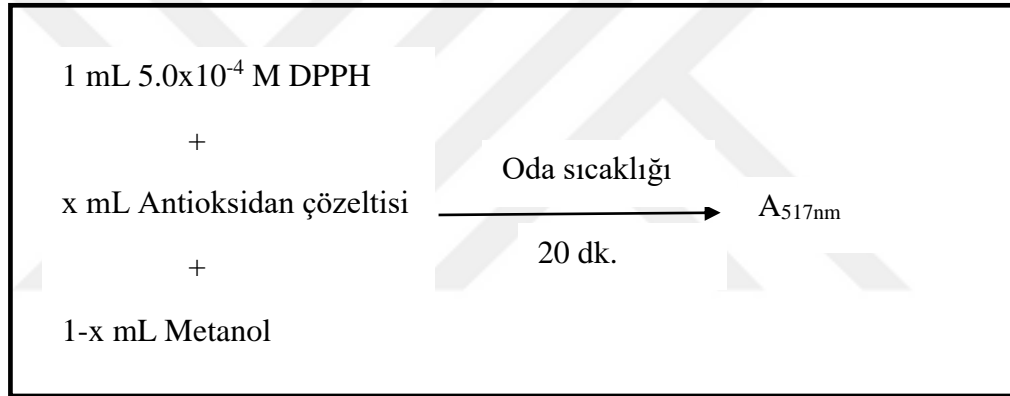 1 mL 5.0x10⁻⁴ M DPPH
+
x mL Antioksidan çözeltisi
+
1-x mL Metanol
Oda sıcaklığı
20 dk.
A₅₁₇nm